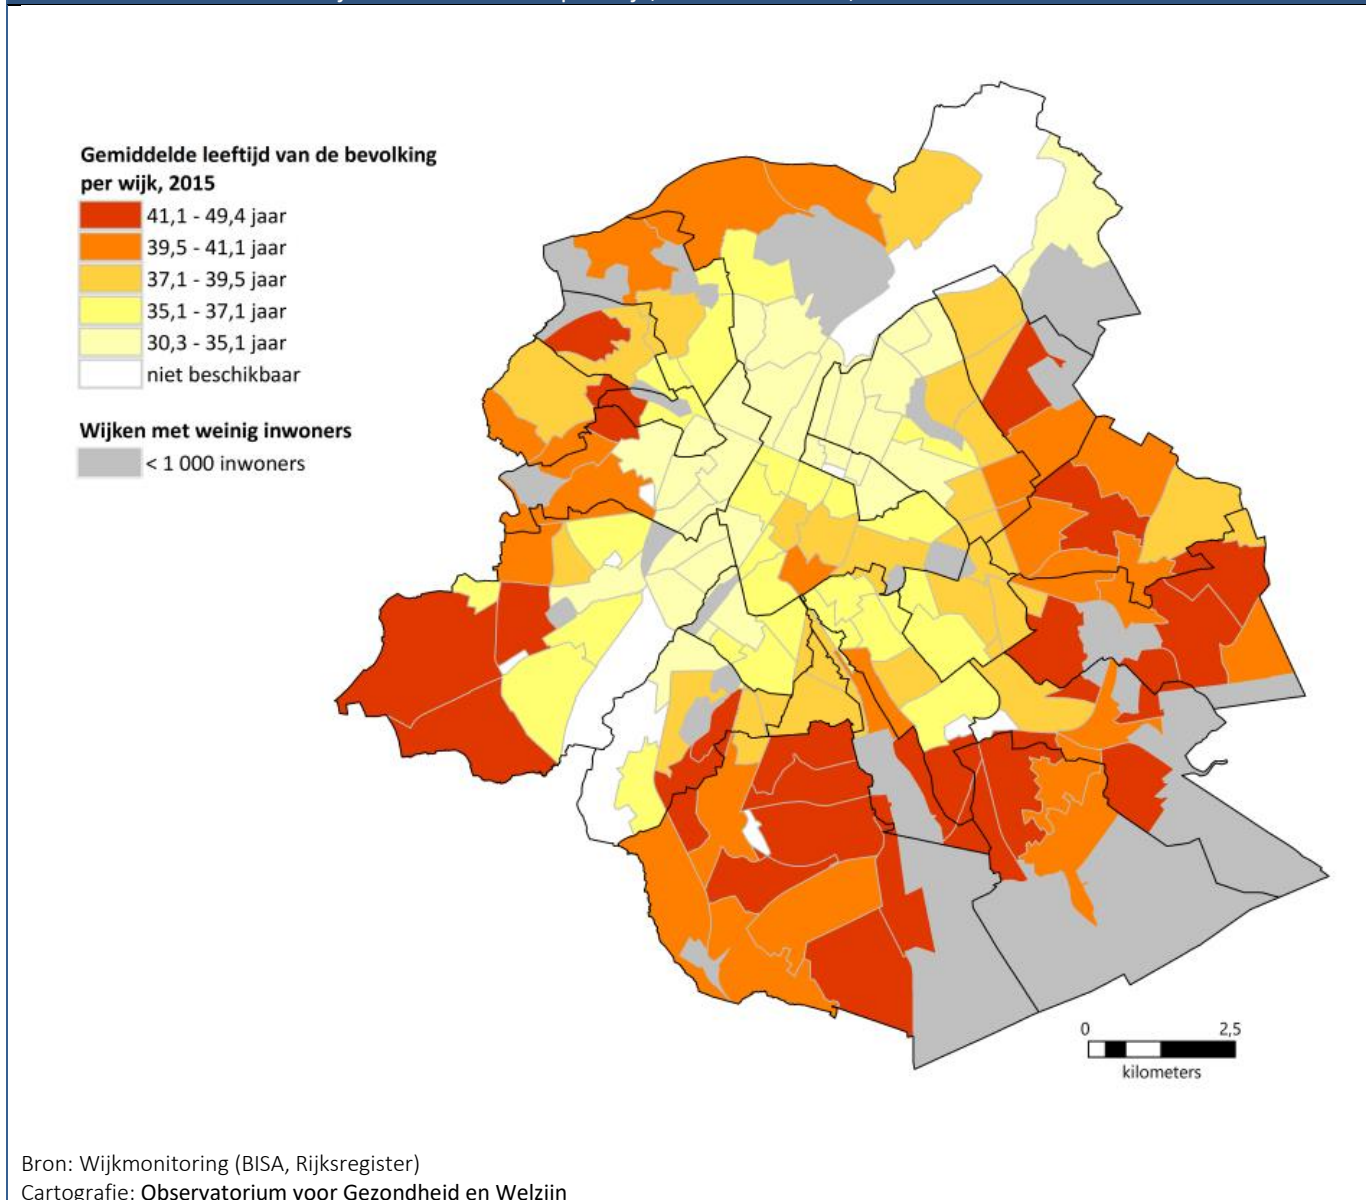 Gemiddelde leeftijd van de bevolking
per wijk, 2015
41,1 - 49,4 jaar
39,5 - 41,1 jaar
37,1 - 39,5 jaar
35,1 - 37,1 jaar
30,3 - 35,1 jaar
niet beschikbaar
Wijken met weinig inwoners
< 1 000 inwoners
0 2,5
kilometers
Bron: Wijkmonitoring (BISA, Rijksregister)
Cartografie: Observatorium voor Gezondheid en Welzijn